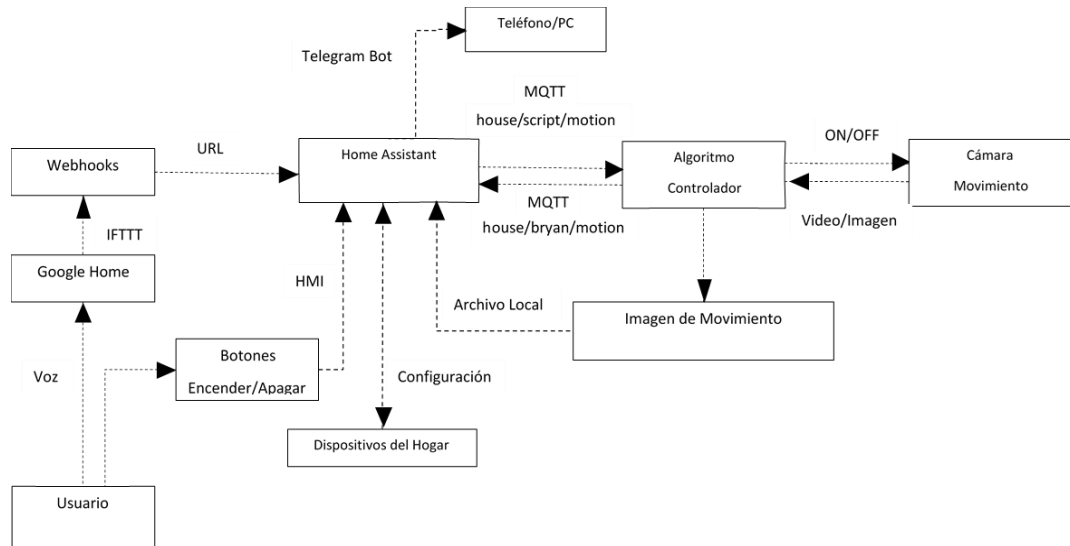 Teléfono/PC
Telegram Bot
MQTT
house/script/motion
ON/OFF
Webhooks
URL
Home Assistant
Algoritmo
Controlador
Cámara
Movimiento
MQTT
house/bryan/motion
Video/Imagen
IFTTT
Google Home
HMI
Archivo Local
Imagen de Movimiento
Voz
Botones
Encender/Apagar
Configuración
Dispositivos del Hogar
Usuario